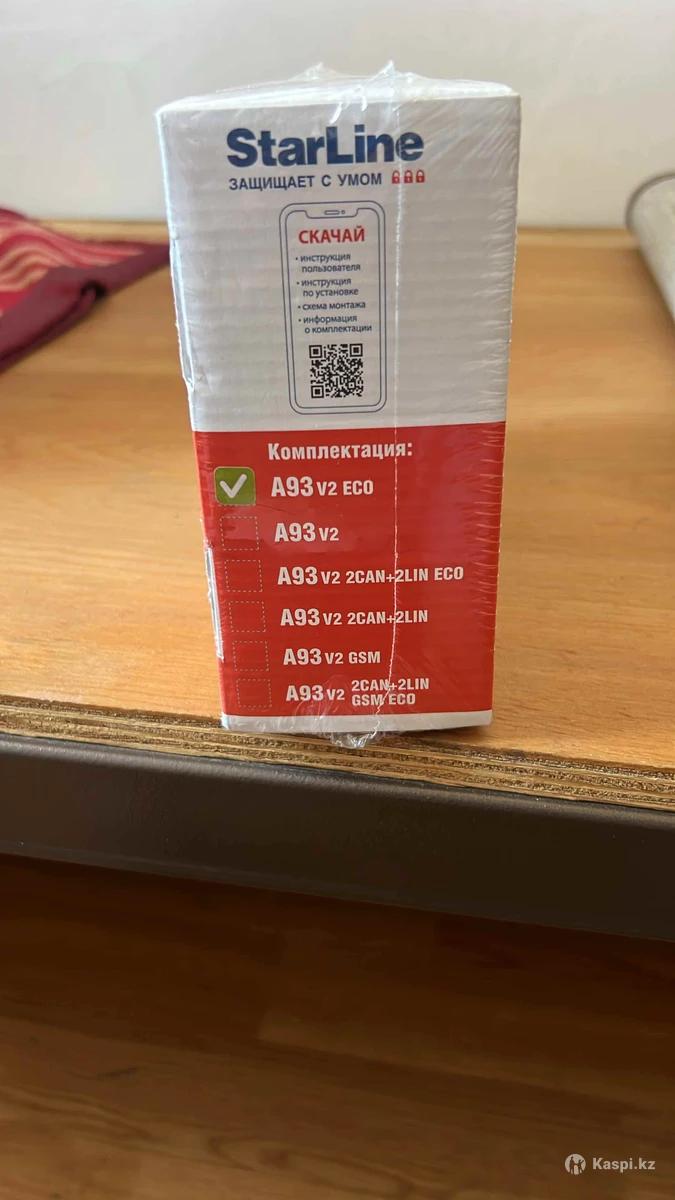 StarLine
ЗАЩИЩАЕТ С УМОМ
СКАЧАЙ
• инструкция
пользователя
• инструкция
по установке
• схема монтажа
• информация
о комплектации
Комплектация:
A93 V2 ECO
A93 V2
A93 V2 2CAN+2LIN ECO
A93 V2 2CAN+2LIN
A93 V2 GSM
A93 V2 2CAN+2LIN
GSM ECO
Kaspi.kz